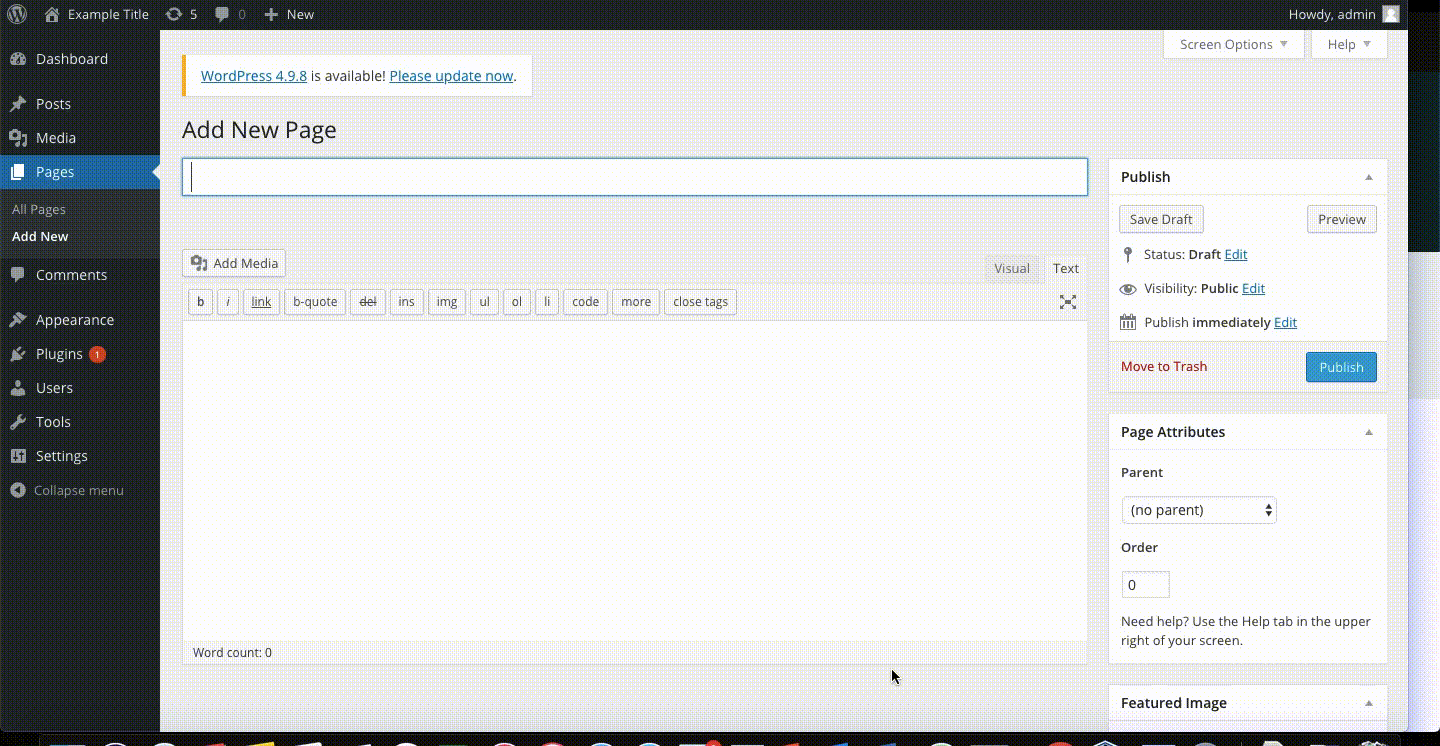 Example Title 5 0 New Howdy, admin
Screen Options Help
Dashboard
Posts
Media
Pages
All Pages
Add New
Comments
Appearance
Plugins 1
Users
Tools
Settings
Collapse menu
WordPress 4.9.8 is available! Please update now.
Add New Page
Add Media
Visual Text
b i link b-quote del ins img ul ol li code more close tags
Word count: 0
Publish
Save Draft Preview
Status: Draft Edit
Visibility: Public Edit
Publish immediately Edit
Move to Trash Publish
Page Attributes
Parent
(no parent)
Order
0
Need help? Use the Help tab in the upper
right of your screen.
Featured Image